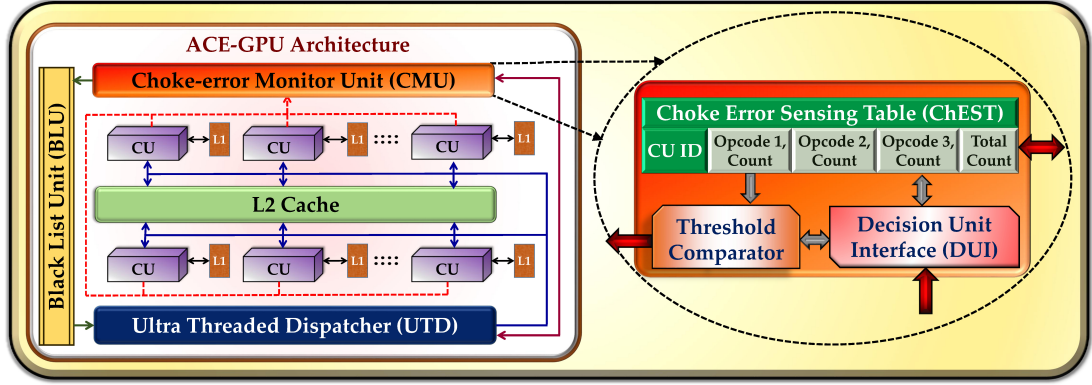 ACE-GPU Architecture
Choke-error Monitor Unit (CMU)
Black List Unit (BLU)
CU
L1
CU
L1
::::
CU
L1
L2 Cache
CU
L1
CU
L1
::::
CU
L1
Ultra Threaded Dispatcher (UTD)
Choke Error Sensing Table (ChEST)
CU ID
Opcode 1,
Count
Opcode 2,
Count
Opcode 3,
Count
Total
Count
Threshold
Comparator
Decision Unit
Interface (DUI)